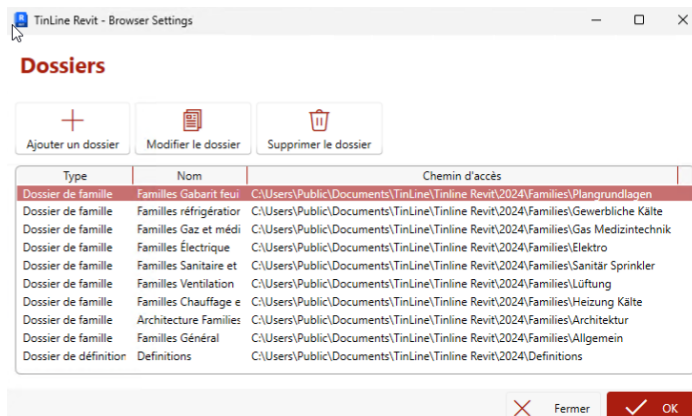 TinLine Revit - Browser Settings
Dossiers
Ajouter un dossier Modifier le dossier Supprimer le dossier
Type Nom Chemin d'accès
Dossier de famille Familles Gabarit feui C:\Users\Public\Documents\TinLine\Tinline Revit\2024\Families\Plangrundlagen
Dossier de famille Familles réfrigération C:\Users\Public\Documents\TinLine\Tinline Revit\2024\Families\Gewerbliche Kälte
Dossier de famille Familles Gaz et médi C:\Users\Public\Documents\TinLine\Tinline Revit\2024\Families\Gas Medizintechnik
Dossier de famille Familles Électrique C:\Users\Public\Documents\TinLine\Tinline Revit\2024\Families\Elektro
Dossier de famille Familles Sanitaire et C:\Users\Public\Documents\TinLine\Tinline Revit\2024\Families\Sanitär Sprinkler
Dossier de famille Familles Ventilation C:\Users\Public\Documents\TinLine\Tinline Revit\2024\Families\Lüftung
Dossier de famille Familles Chauffage e C:\Users\Public\Documents\TinLine\Tinline Revit\2024\Families\Heizung Kälte
Dossier de famille Architecture Families C:\Users\Public\Documents\TinLine\Tinline Revit\2024\Families\Architektur
Dossier de famille Familles Général C:\Users\Public\Documents\TinLine\Tinline Revit\2024\Families\Allgemein
Dossier de définition Definitions C:\Users\Public\Documents\TinLine\Tinline Revit\2024\Definitions
Fermer OK